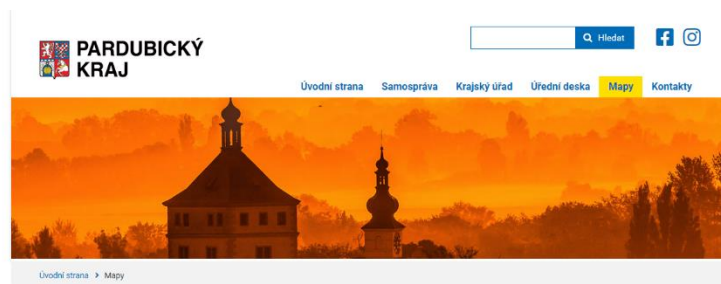 PARDUBICKÝ
KRAJ
Hledat
Úvodní strana Samospráva Krajský úřad Úřední deska Mapy Kontakty
Úvodní strana > Mapy